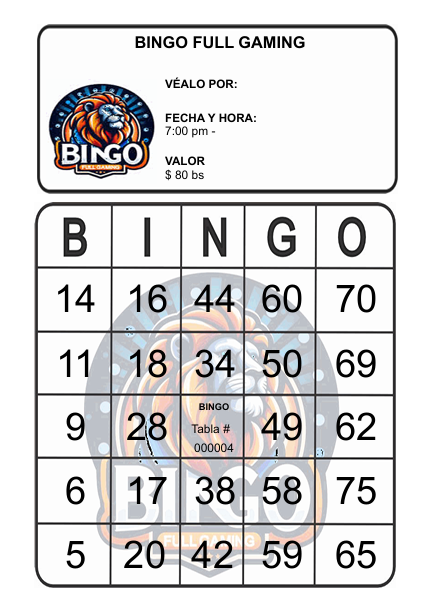 BINGO FULL GAMING
VÉALO POR:
FECHA Y HORA:
7:00 pm -
BINGO
FULL GAMING
VALOR
$ 80 bs
B I N G O
14 16 44 60 70
11 18 34 50 69
BINGO
9 28 Tabla # 49 62
000004
BINGO
6 17 38 58 75
FULL GAMING
5 20 42 59 65